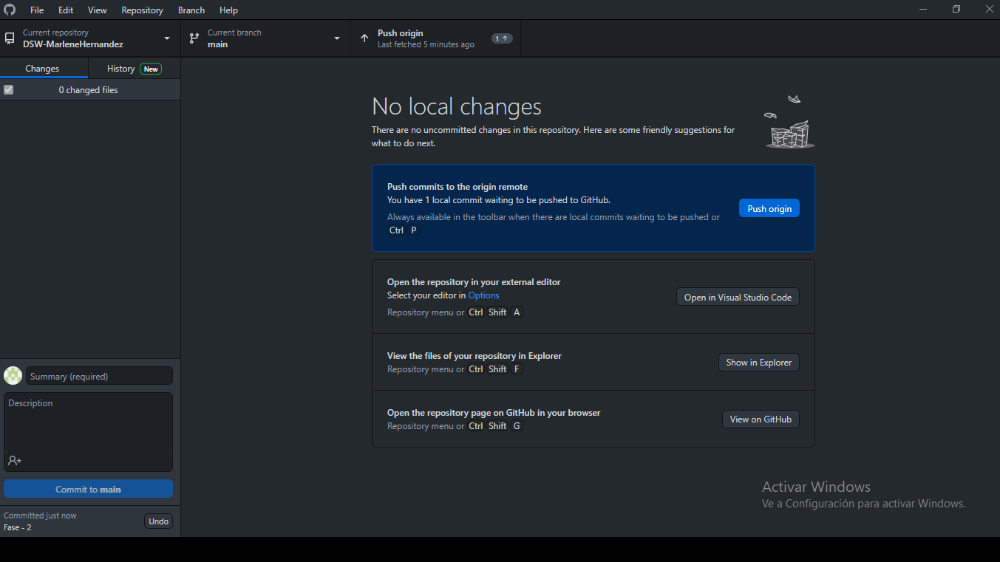 File Edit View Repository Branch Help
Current repository
DSW-MarleneHernandez
Current branch
main
Push origin
Last fetched 5 minutes ago
1
Changes
History New
0 changed files
No local changes
There are no uncommitted changes in this repository. Here are some friendly suggestions for
what to do next.
Push commits to the origin remote
You have 1 local commit waiting to be pushed to GitHub.
Always available in the toolbar when there are local commits waiting to be pushed or
Ctrl P
Push origin
Open the repository in your external editor
Select your editor in Options
Repository menu or Ctrl Shift A
Open in Visual Studio Code
View the files of your repository in Explorer
Repository menu or Ctrl Shift F
Show in Explorer
Open the repository page on GitHub in your browser
Repository menu or Ctrl Shift G
View on GitHub
Summary (required)
Description
Commit to main
Committed just now
Fase - 2
Undo
Activar Windows
Ve a Configuración para activar Windows.